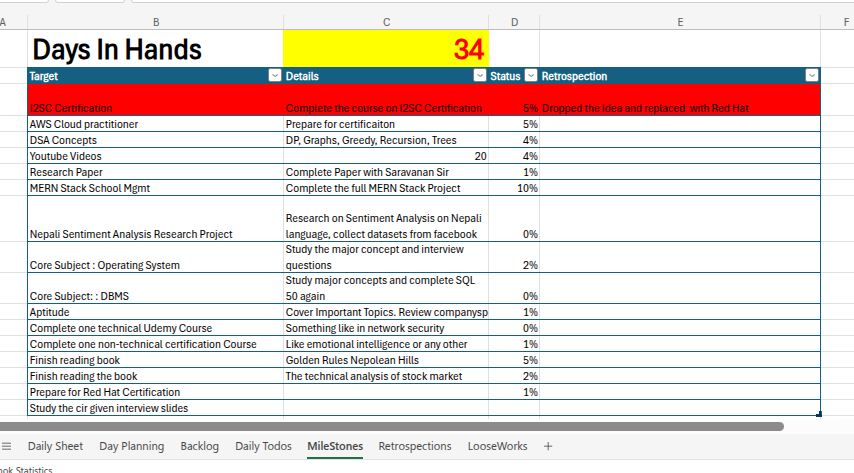 A B C D E F
Days In Hands 34
Target Details Status Retrospection
I2SC Certification Complete the course on I2SC Certification 5% Dropped the Idea and replaced with Red Hat
AWS Cloud practitioner Prepare for certificaiton 5%
DSA Concepts DP, Graphs, Greedy, Recursion, Trees 4%
Youtube Videos 20 4%
Research Paper Complete Paper with Saravanan Sir 1%
MERN Stack School Mgmt Complete the full MERN Stack Project 10%
Research on Sentiment Analysis on Nepali
Nepali Sentiment Analysis Research Project language, collect datasets from facebook 0%
Study the major concept and interview
Core Subject : Operating System questions 2%
Study major concepts and complete SQL
Core Subject: : DBMS 50 again 0%
Aptitude Cover Important Topics. Review companysp 1%
Complete one technical Udemy Course Something like in network security 0%
Complete one non-technical certification Course Like emotional intelligence or any other 1%
Finish reading book Golden Rules Nepolean Hills 5%
Finish reading the book The technical analysis of stock market 2%
Prepare for Red Hat Certification 1%
Study the cir given interview slides
Daily Sheet Day Planning Backlog Daily Todos MileStones Retrospections LooseWorks +
ook Statistics